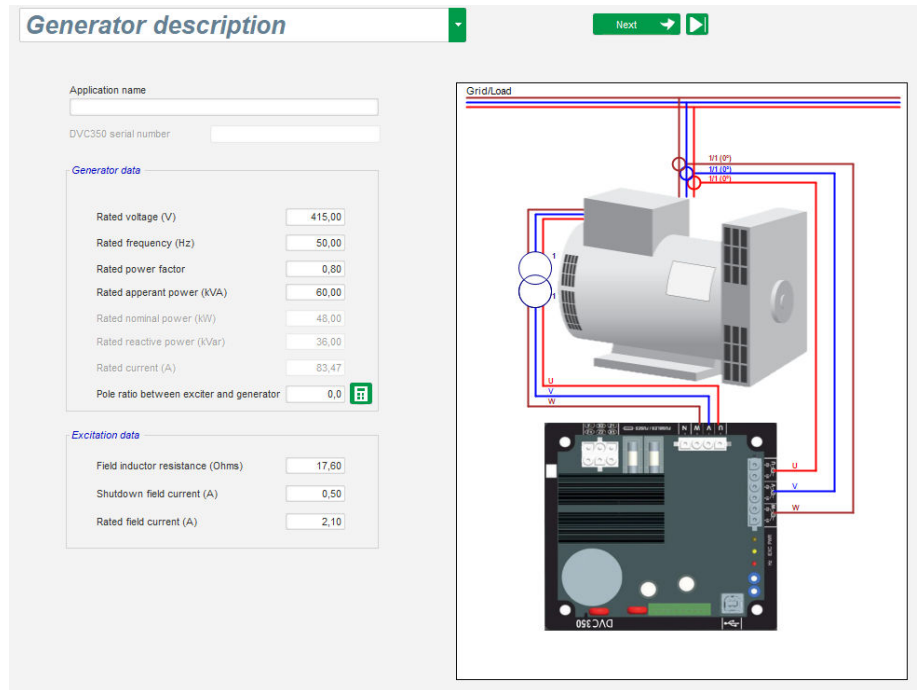 Generator description
Next
Application name
DVC350 serial number
Generator data
Rated voltage (V) 415,00
Rated frequency (Hz) 50,00
Rated power factor 0,80
Rated apperant power (kVA) 60,00
Rated nominal power (kW) 48,00
Rated reactive power (kVar) 36,00
Rated current (A) 83,47
Pole ratio between exciter and generator 0,0
Excitation data
Field inductor resistance (Ohms) 17,60
Shutdown field current (A) 0,50
Rated field current (A) 2,10
Grid/Load
1/1 (0°)
1/1 (0°)
1/1 (0°)
1
1
U
V
W
N W V U
U
V
W
Hz EXC PWR
DVC350